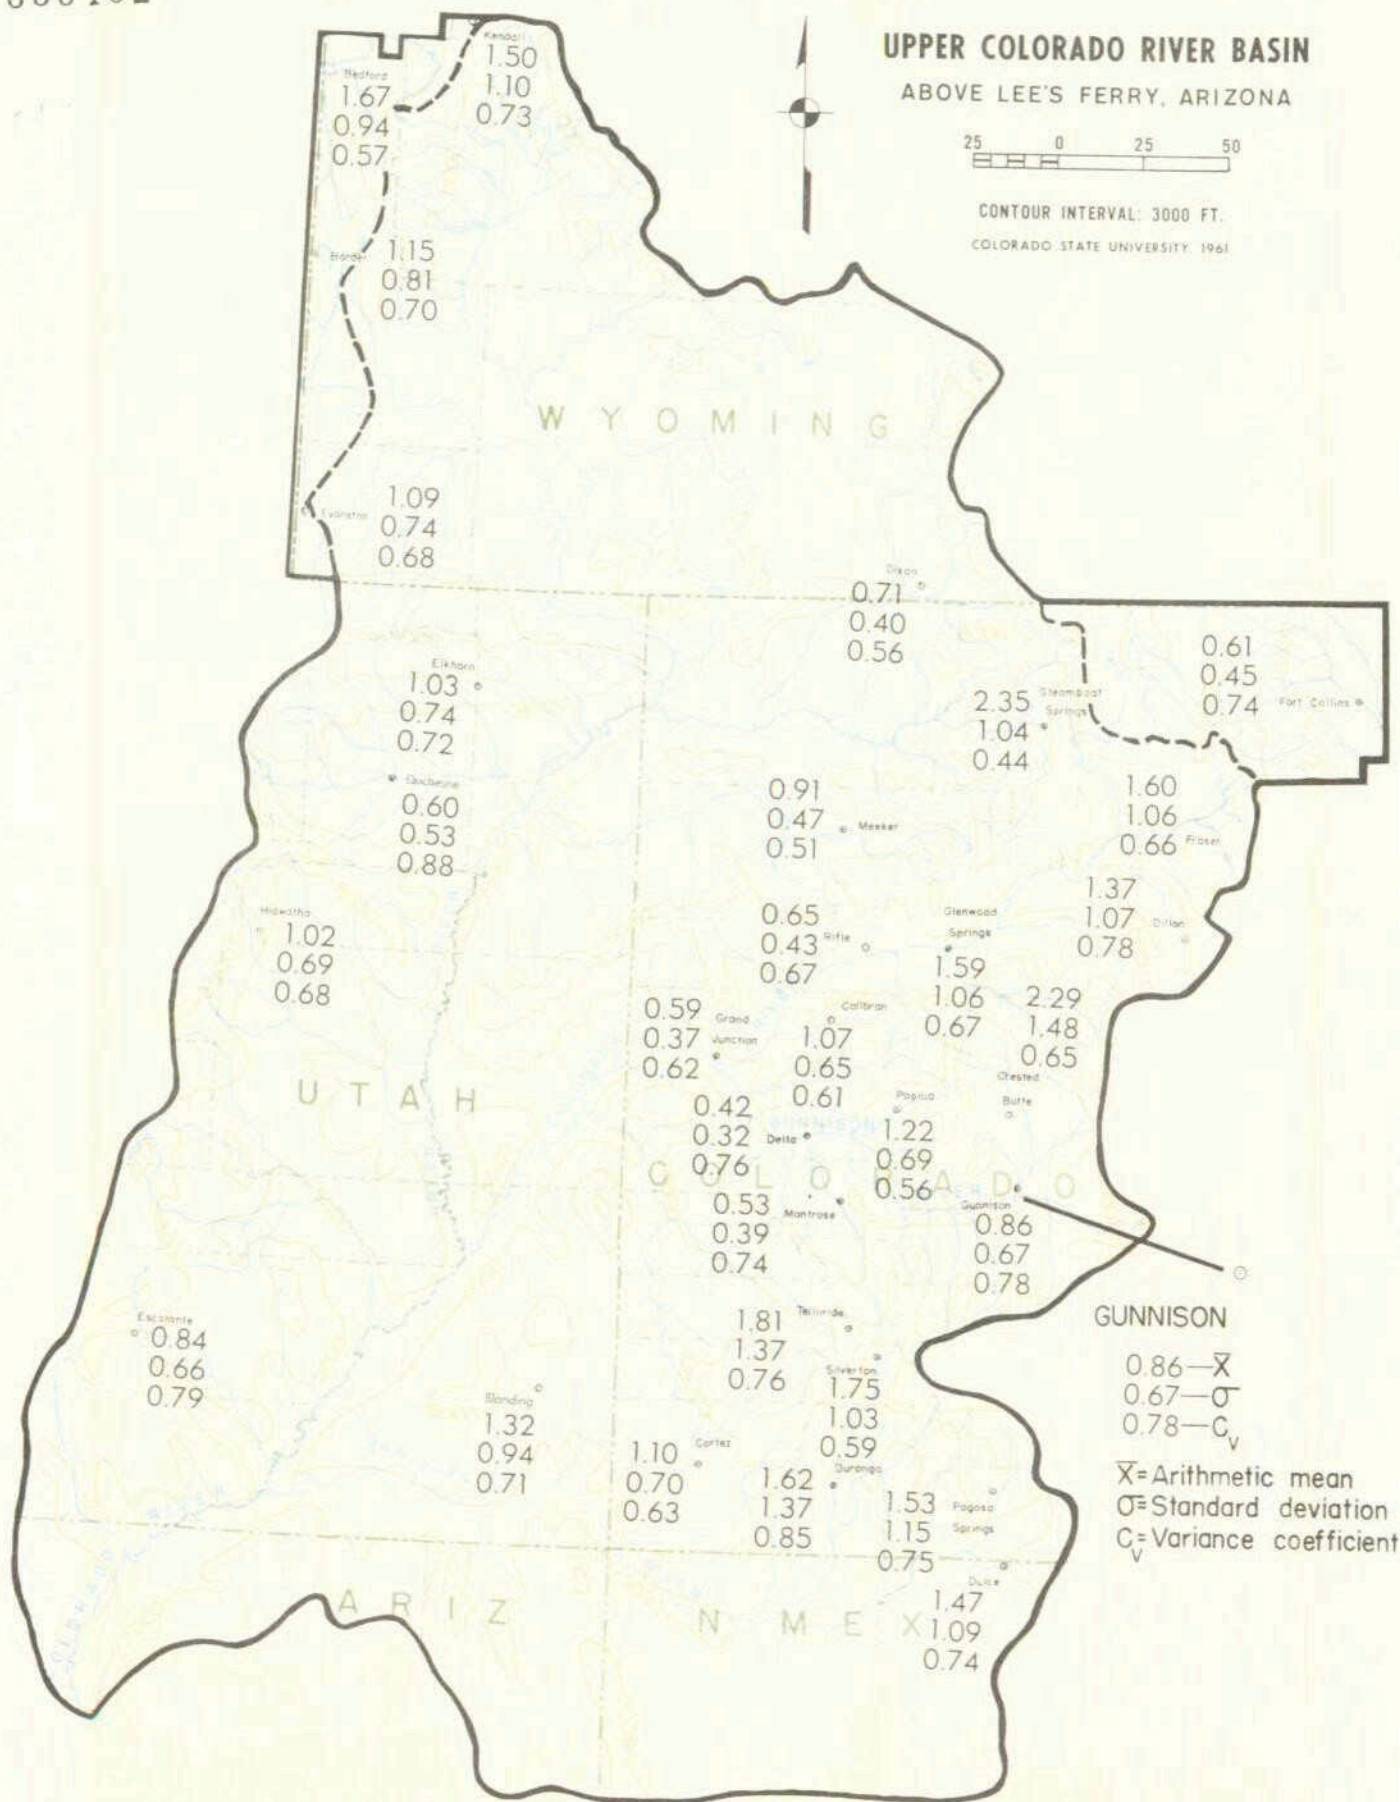 UPPER COLORADO RIVER BASIN
ABOVE LEE'S FERRY, ARIZONA
25 0 25 50
CONTOUR INTERVAL: 3000 FT.
COLORADO STATE UNIVERSITY 1961
Kendall
1.50
1.10
0.73
Bedford
1.67
0.94
0.57
Border
1.15
0.81
0.70
WYOMING
Evanston
1.09
0.74
0.68
Dixon
0.71
0.40
0.56
Elkhorn
1.03
0.74
0.72
Steamboat
Springs
2.35
1.04
0.44
Fort Collins
0.61
0.45
0.74
Duchesne
0.60
0.53
0.88
Meeker
0.91
0.47
0.51
Fraser
1.60
1.06
0.66
Hiawatha
1.02
0.69
0.68
Rifle
0.65
0.43
0.67
Glenwood
Springs
1.59
1.06
0.67
Dillon
1.37
1.07
0.78
Grand
Junction
0.59
0.37
0.62
Collbran
1.07
0.65
0.61
2.29
1.48
0.65
Crested
Butte
UTAH
Delta
0.42
0.32
0.76
GUNNISON
Paonia
1.22
0.69
0.56
COLORADO
Montrose
0.53
0.39
0.74
Gunnison
0.86
0.67
0.78
Escalante
0.84
0.66
0.79
Telluride
1.81
1.37
0.76
Silverton
1.75
1.03
0.59
Blanding
1.32
0.94
0.71
Cortez
1.10
0.70
0.63
Durango
1.62
1.37
0.85
Pagosa
Springs
1.53
1.15
0.75
Dulce
1.47
1.09
0.74
ARIZ
N MEX
GUNNISON
0.86—X̅
0.67—σ
0.78—Cv
X̅=Arithmetic mean
σ=Standard deviation
Cv=Variance coefficient